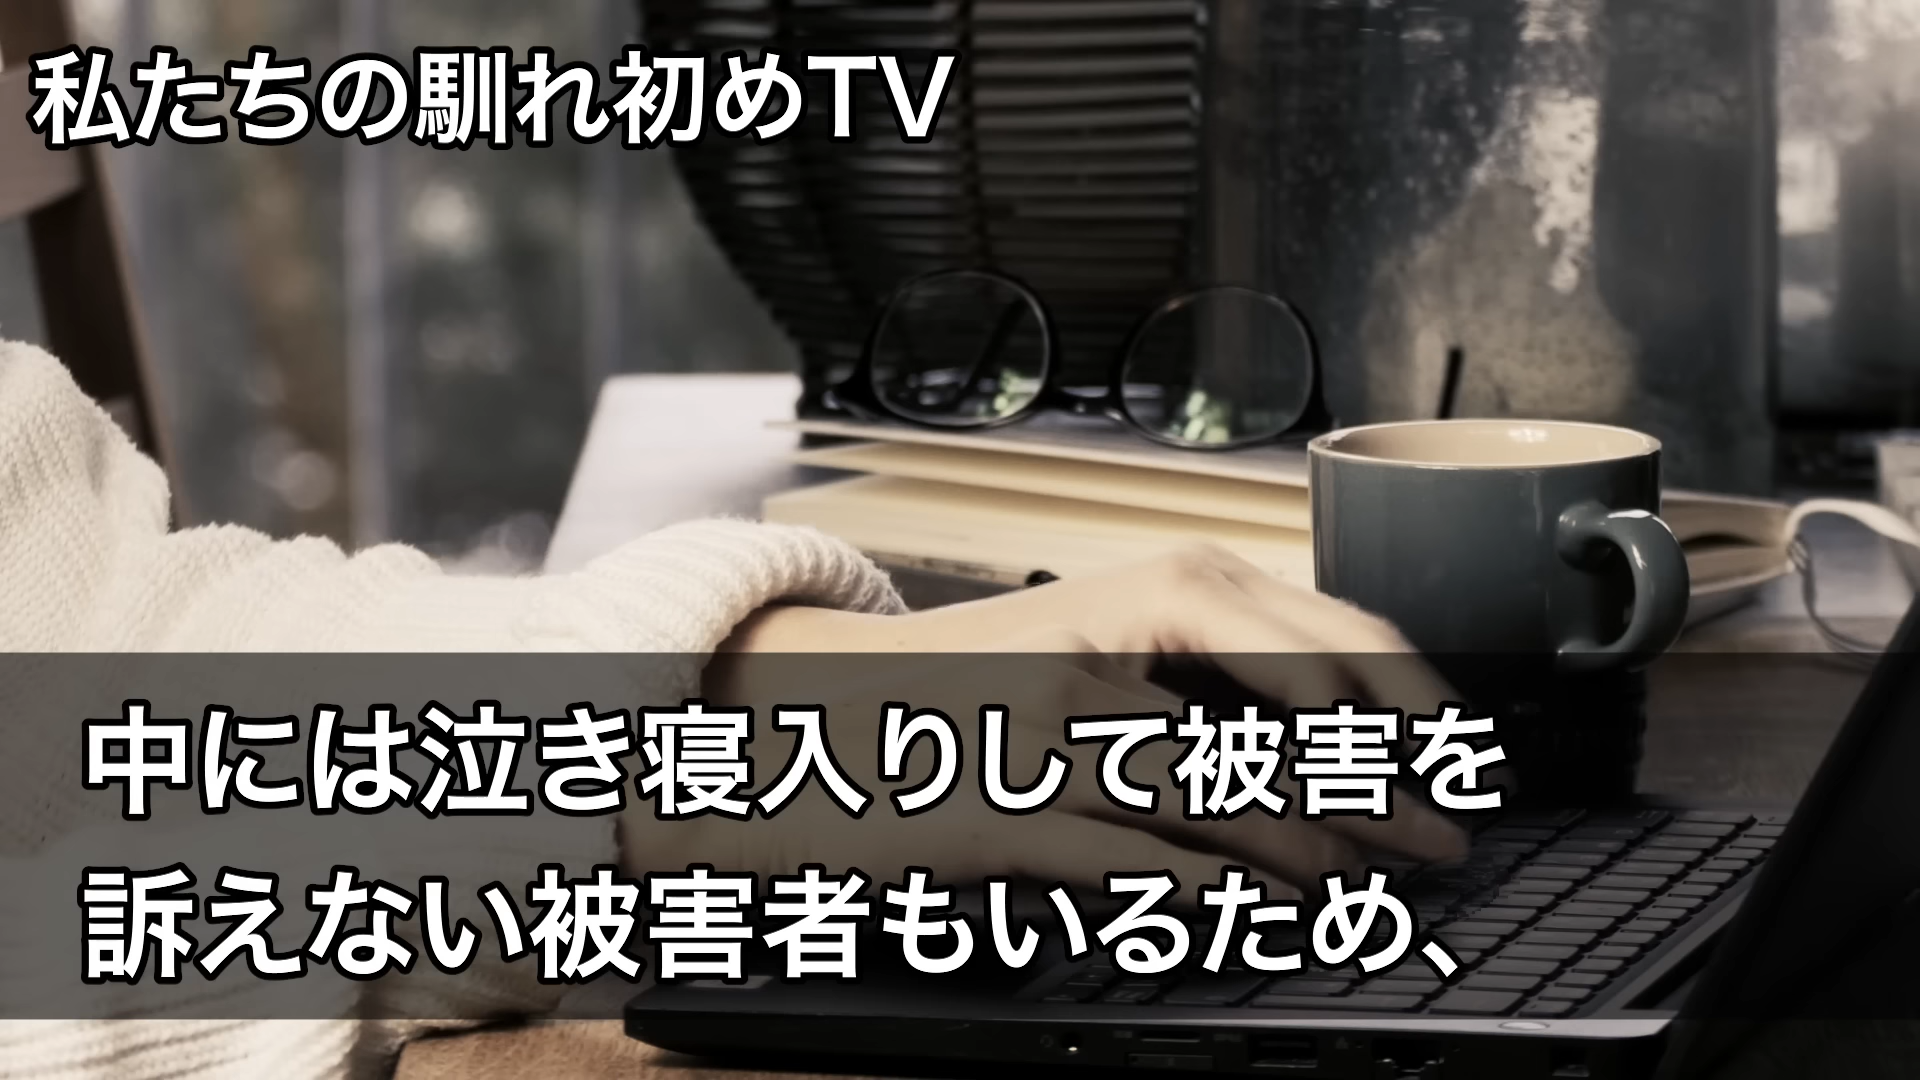 私たちの馴れ初めTV
中には泣き寝入りして被害を
訴えない被害者もいるため、